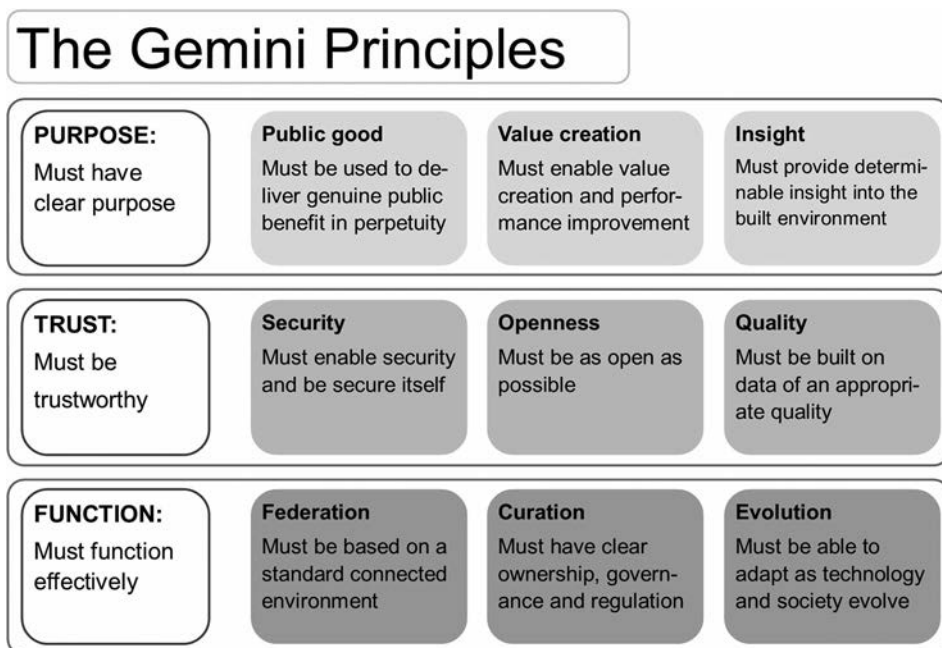 The Gemini Principles
PURPOSE:
Must have
clear purpose
Public good
Must be used to de-
liver genuine public
benefit in perpetuity
Value creation
Must enable value
creation and perfor-
mance improvement
Insight
Must provide determi-
nable insight into the
built environment
TRUST:
Must be
trustworthy
Security
Must enable security
and be secure itself
Openness
Must be as open as
possible
Quality
Must be built on
data of an appropri-
ate quality
FUNCTION:
Must function
effectively
Federation
Must be based on a
standard connected
environment
Curation
Must have clear
ownership, govern-
ance and regulation
Evolution
Must be able to
adapt as technology
and society evolve